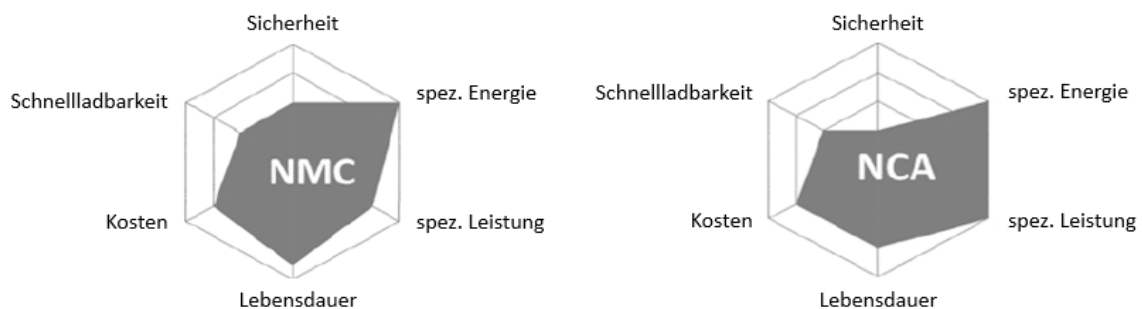 Sicherheit
Schnellladbarkeit
spez. Energie
NMC
Kosten
spez. Leistung
Lebensdauer
Sicherheit
Schnellladbarkeit
spez. Energie
NCA
Kosten
spez. Leistung
Lebensdauer